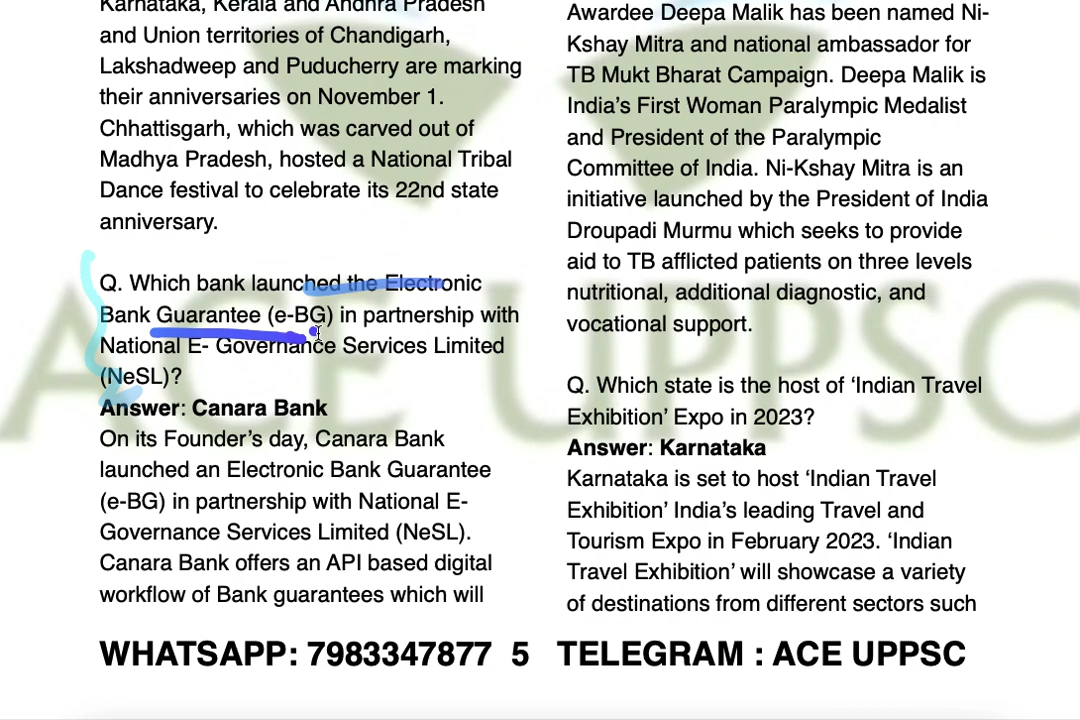 Karnataka, Kerala and Andhra Pradesh
and Union territories of Chandigarh,
Lakshadweep and Puducherry are marking
their anniversaries on November 1.
Chhattisgarh, which was carved out of
Madhya Pradesh, hosted a National Tribal
Dance festival to celebrate its 22nd state
anniversary.
Q. Which bank launched the Electronic
Bank Guarantee (e-BG) in partnership with
National E- Governance Services Limited
(NeSL)?
Answer: Canara Bank
On its Founder’s day, Canara Bank
launched an Electronic Bank Guarantee
(e-BG) in partnership with National E-
Governance Services Limited (NeSL).
Canara Bank offers an API based digital
workflow of Bank guarantees which will
Awardee Deepa Malik has been named Ni-
Kshay Mitra and national ambassador for
TB Mukt Bharat Campaign. Deepa Malik is
India’s First Woman Paralympic Medalist
and President of the Paralympic
Committee of India. Ni-Kshay Mitra is an
initiative launched by the President of India
Droupadi Murmu which seeks to provide
aid to TB afflicted patients on three levels
nutritional, additional diagnostic, and
vocational support.
Q. Which state is the host of ‘Indian Travel
Exhibition’ Expo in 2023?
Answer: Karnataka
Karnataka is set to host ‘Indian Travel
Exhibition’ India’s leading Travel and
Tourism Expo in February 2023. ‘Indian
Travel Exhibition’ will showcase a variety
of destinations from different sectors such
ACE UPPSC
WHATSAPP: 7983347877 5 TELEGRAM : ACE UPPSC